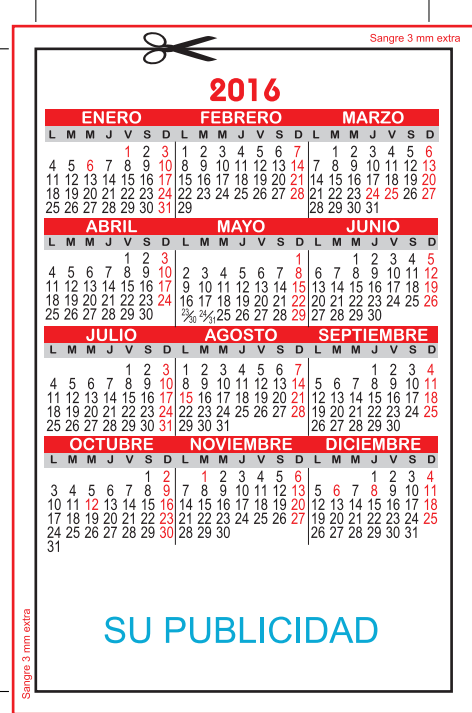 Sangre 3 mm extra
2016
ENERO
L M M J V S D
1 2 3
4 5 6 7 8 9 10
11 12 13 14 15 16 17
18 19 20 21 22 23 24
25 26 27 28 29 30 31
FEBRERO
L M M J V S D
1 2 3 4 5 6 7
8 9 10 11 12 13 14
15 16 17 18 19 20 21
22 23 24 25 26 27 28
29
MARZO
L M M J V S D
1 2 3 4 5 6
7 8 9 10 11 12 13
14 15 16 17 18 19 20
21 22 23 24 25 26 27
28 29 30 31
ABRIL
L M M J V S D
1 2 3
4 5 6 7 8 9 10
11 12 13 14 15 16 17
18 19 20 21 22 23 24
25 26 27 28 29 30
MAYO
L M M J V S D
1
2 3 4 5 6 7 8
9 10 11 12 13 14 15
16 17 18 19 20 21 22
23/30 24/31 25 26 27 28 29
JUNIO
L M M J V S D
1 2 3 4 5
6 7 8 9 10 11 12
13 14 15 16 17 18 19
20 21 22 23 24 25 26
27 28 29 30
JULIO
L M M J V S D
1 2 3
4 5 6 7 8 9 10
11 12 13 14 15 16 17
18 19 20 21 22 23 24
25 26 27 28 29 30 31
AGOSTO
L M M J V S D
1 2 3 4 5 6 7
8 9 10 11 12 13 14
15 16 17 18 19 20 21
22 23 24 25 26 27 28
29 30 31
SEPTIEMBRE
L M M J V S D
1 2 3 4
5 6 7 8 9 10 11
12 13 14 15 16 17 18
19 20 21 22 23 24 25
26 27 28 29 30
OCTUBRE
L M M J V S D
1 2
3 4 5 6 7 8 9
10 11 12 13 14 15 16
17 18 19 20 21 22 23
24 25 26 27 28 29 30
31
NOVIEMBRE
L M M J V S D
1 2 3 4 5 6
7 8 9 10 11 12 13
14 15 16 17 18 19 20
21 22 23 24 25 26 27
28 29 30
DICIEMBRE
L M M J V S D
1 2 3 4
5 6 7 8 9 10 11
12 13 14 15 16 17 18
19 20 21 22 23 24 25
26 27 28 29 30 31
SU PUBLICIDAD
Sangre 3 mm extra